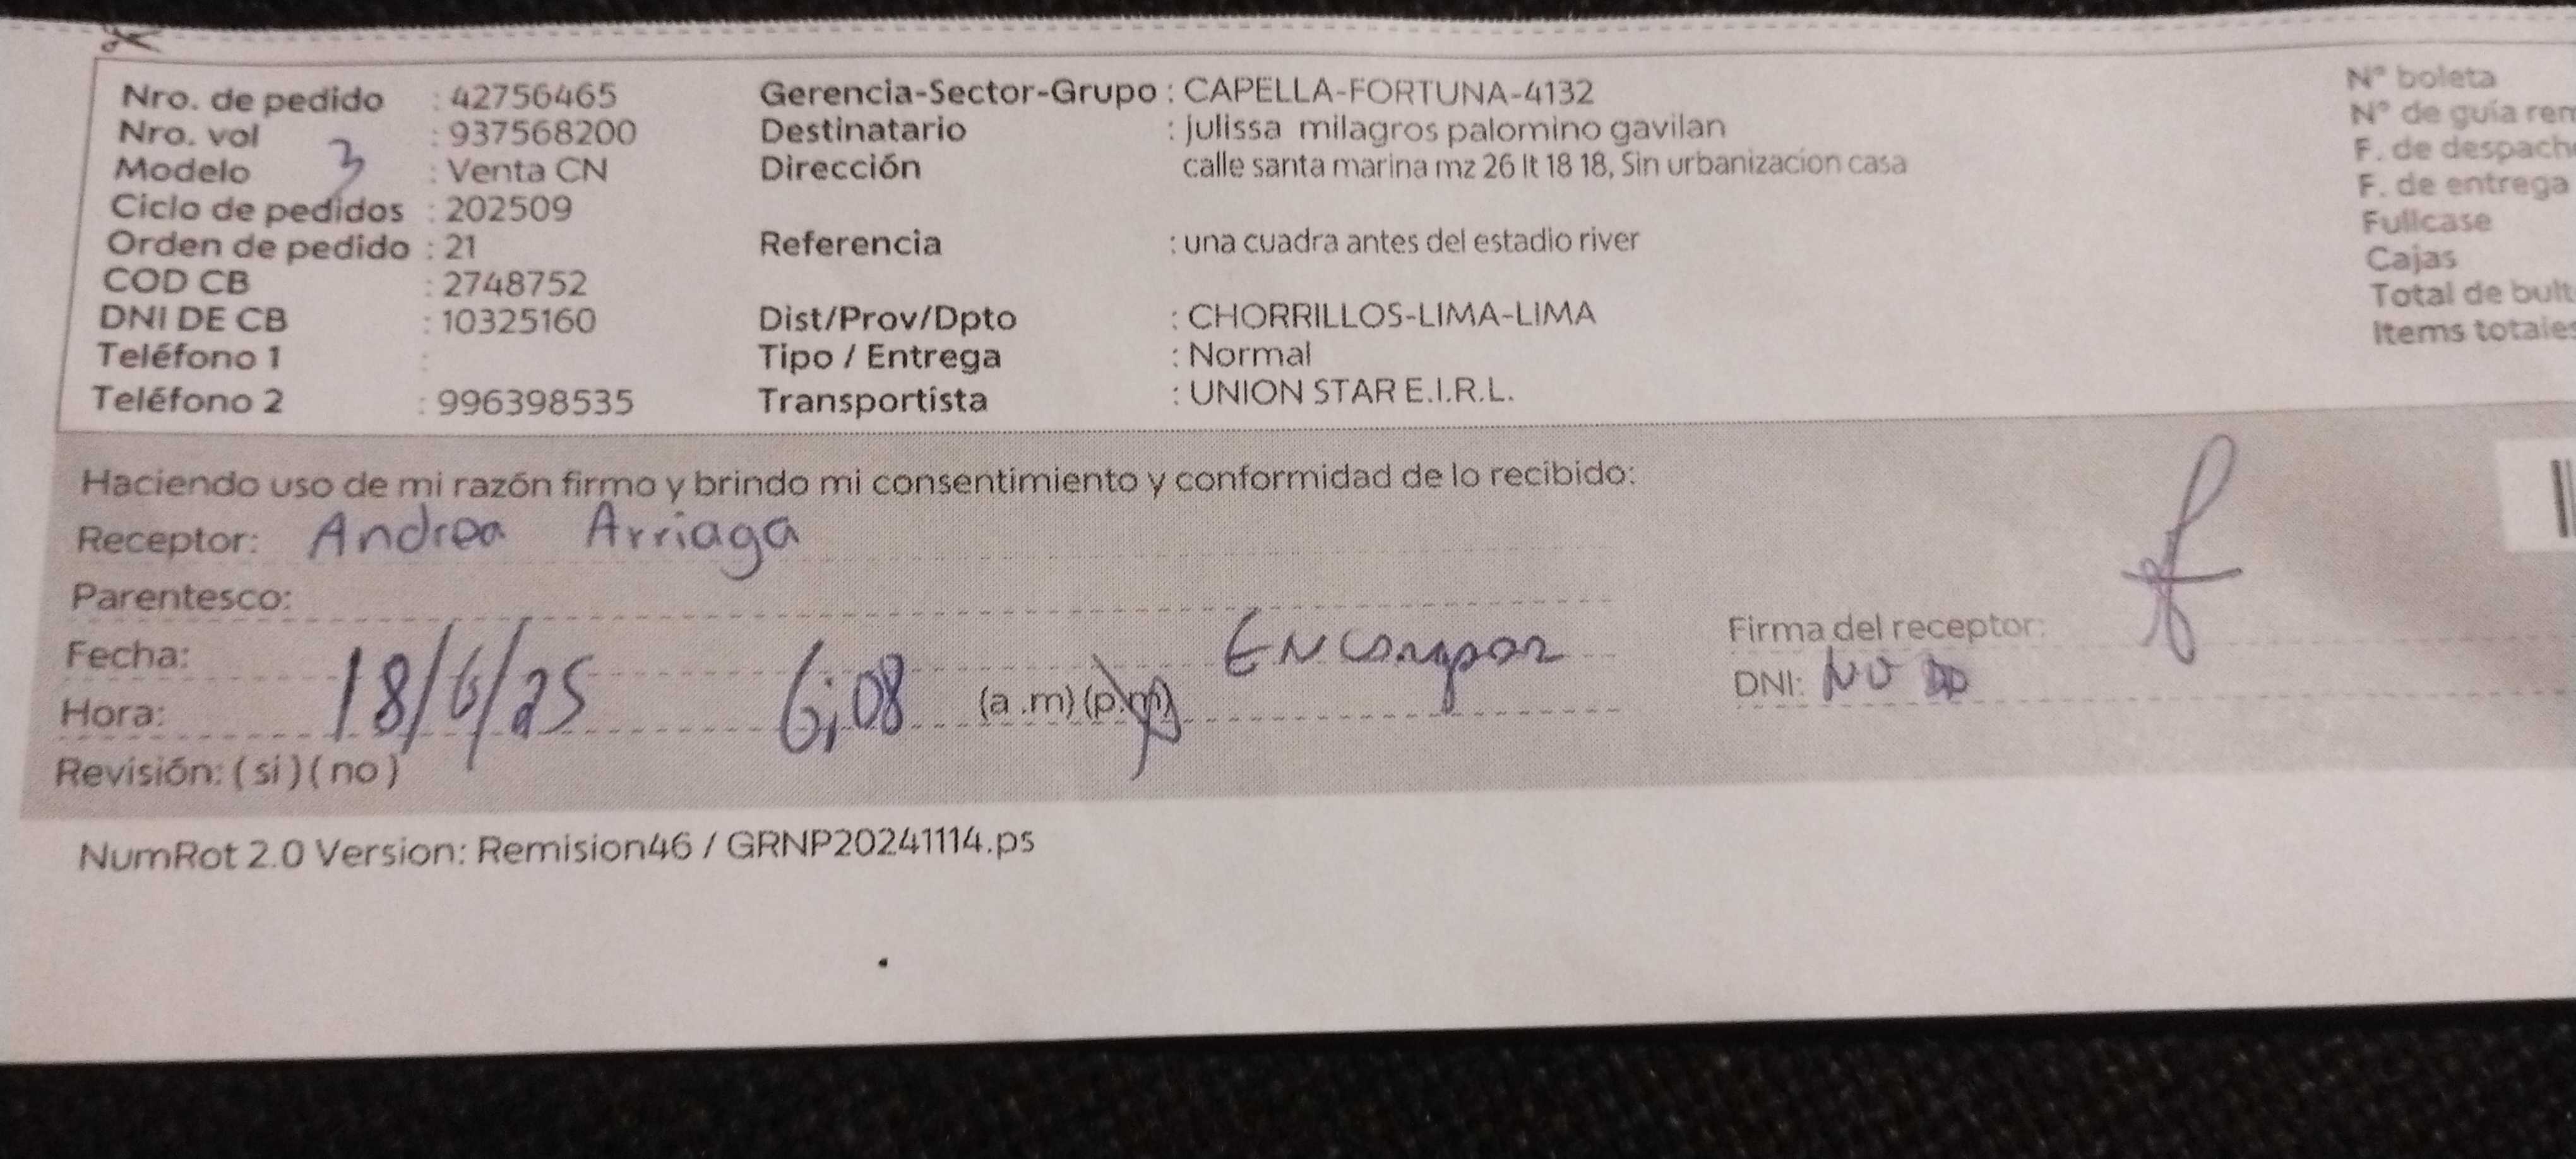 Nro. de pedido : 42756465
Nro. vol : 937568200
Modelo 3 : Venta CN
Ciclo de pedidos : 202509
Orden de pedido : 21
COD CB : 2748752
DNI DE CB : 10325160
Teléfono 1 :
Teléfono 2 : 996398535
Gerencia-Sector-Grupo : CAPELLA-FORTUNA-4132
Destinatario : julissa milagros palomino gavilan
Dirección calle santa marina mz 26 lt 18 18, Sin urbanizacion casa
Referencia : una cuadra antes del estadio river
Dist/Prov/Dpto : CHORRILLOS-LIMA-LIMA
Tipo / Entrega : Normal
Transportista : UNION STAR E.I.R.L.
N° boleta
N° de guía rem
F. de despach
F. de entrega
Fullcase
Cajas
Total de bult
Items totales
Haciendo uso de mi razón firmo y brindo mi consentimiento y conformidad de lo recibido:
Receptor: Andrea Arriaga
Parentesco:
Fecha: 18/6/25
Hora: 6:08 (a .m) (p.m)
Revisión: ( si ) ( no )
Firma del receptor:
DNI: NO
NumRot 2.0 Version: Remision46 / GRNP20241114.ps